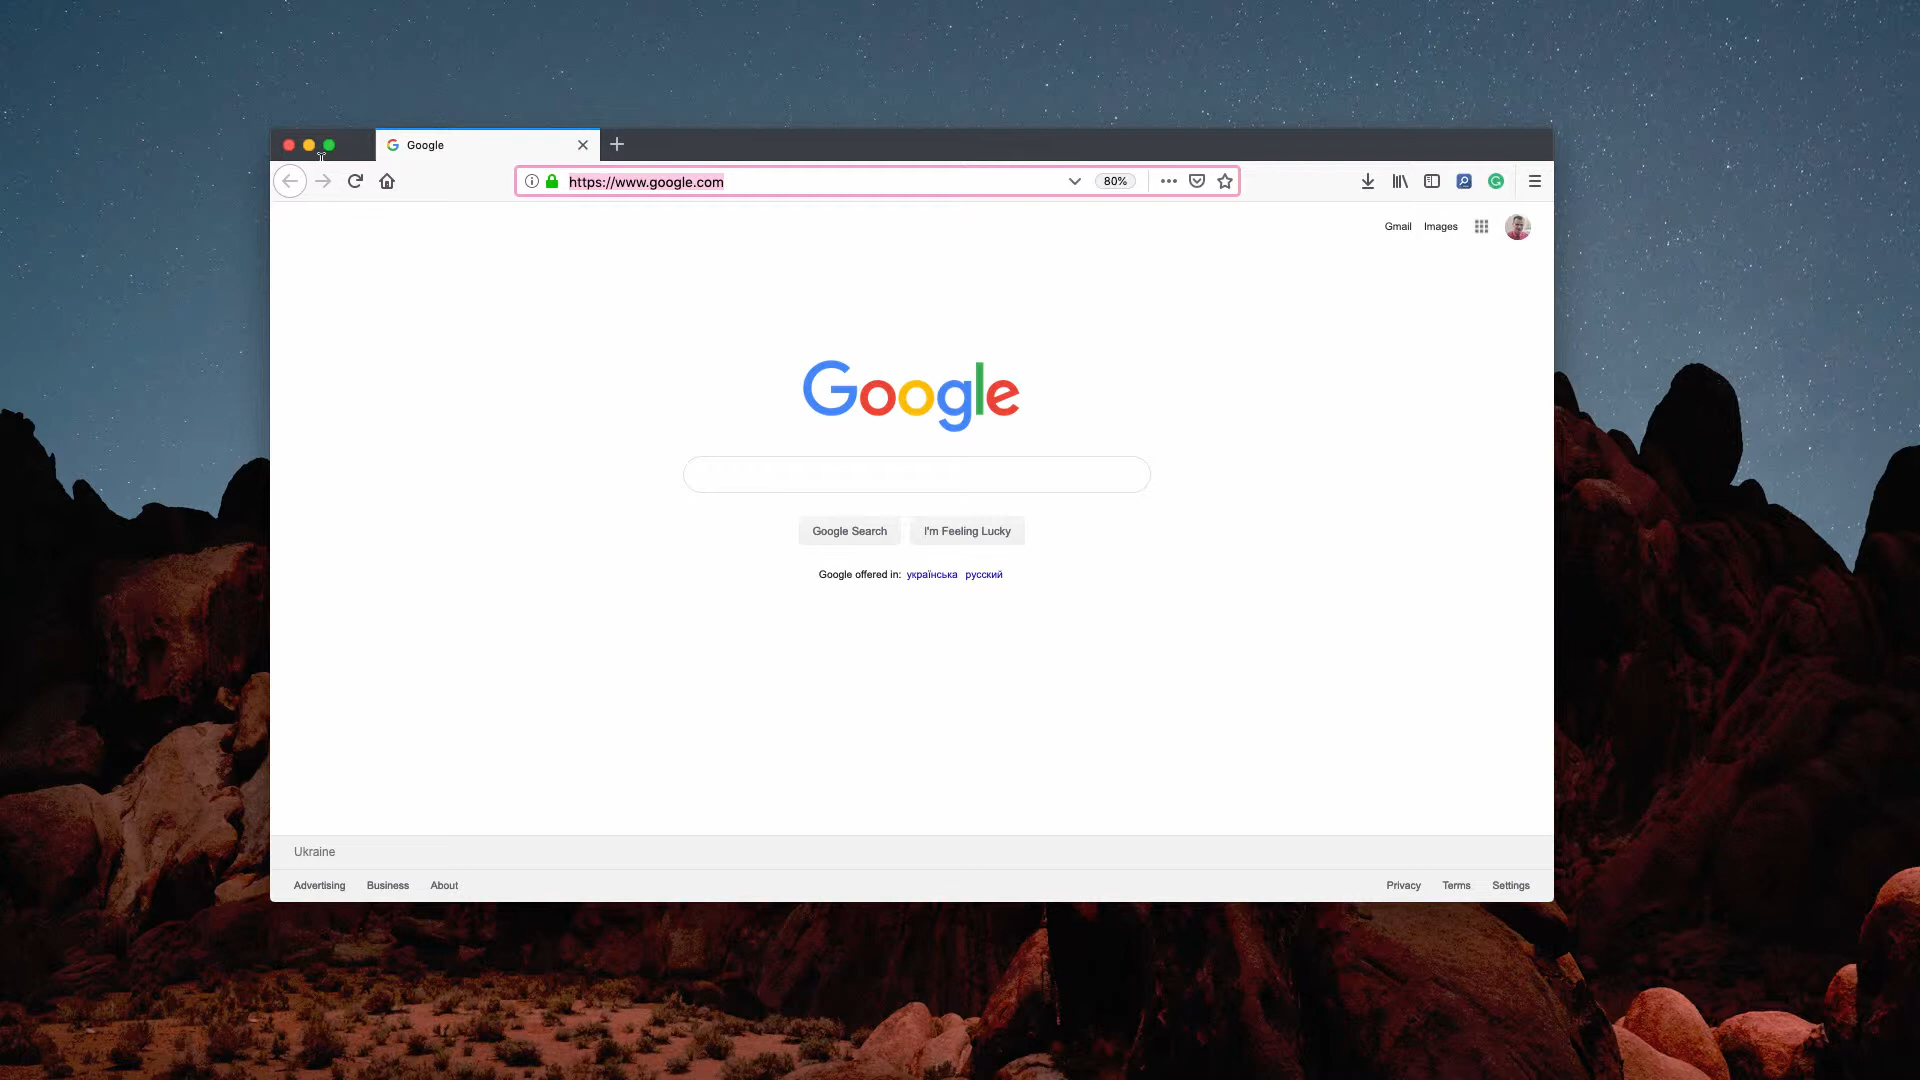 Google
https://www.google.com
80%
Gmail Images
Google
Google Search I'm Feeling Lucky
Google offered in: українська русский
Ukraine
Advertising Business About
Privacy Terms Settings